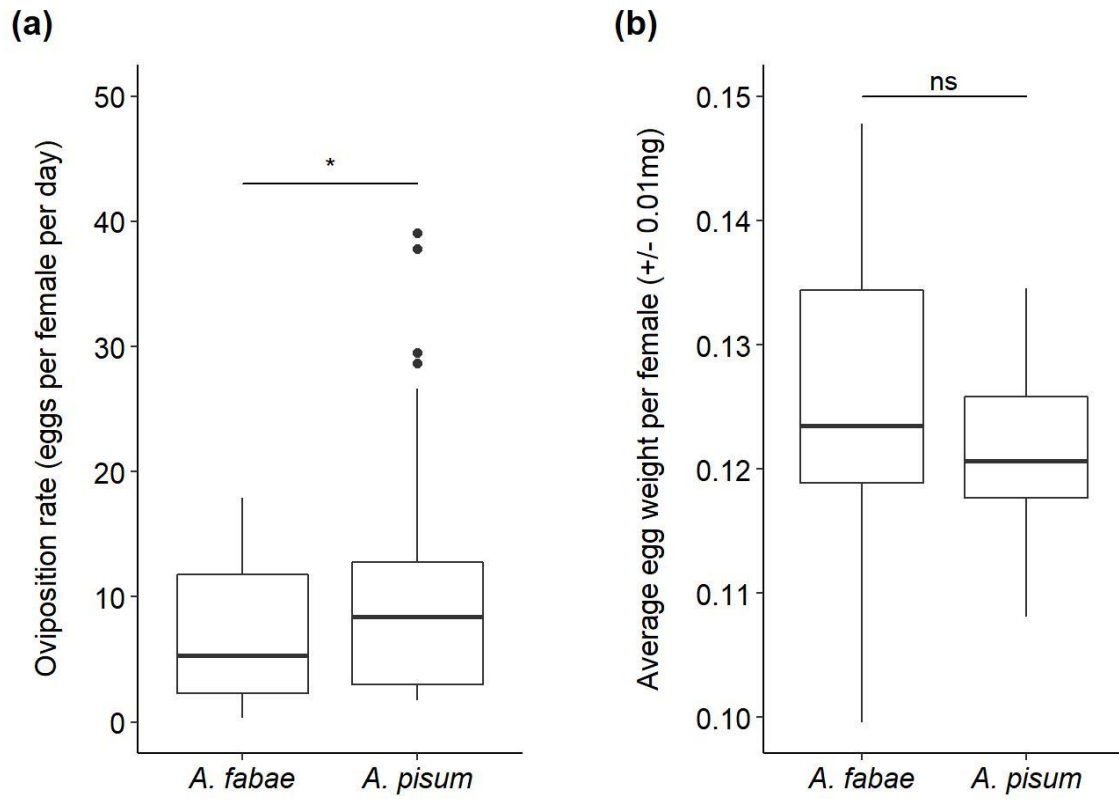 (a)
Oviposition rate (eggs per female per day)
50
40
30
20
10
0
*
A. fabae
A. pisum
(b)
Average egg weight per female (+/- 0.01mg)
0.15
0.14
0.13
0.12
0.11
0.10
ns
A. fabae
A. pisum